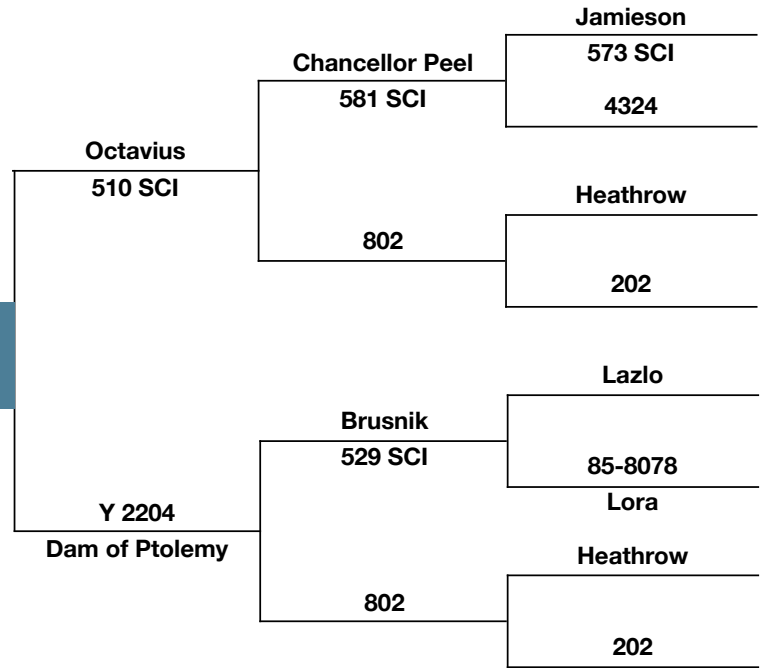 Jamieson
573 SCI
Chancellor Peel
581 SCI
4324
Octavius
510 SCI
Heathrow
802
202
Lazlo
Brusnik
529 SCI
85-8078
Lora
Y 2204
Dam of Ptolemy
Heathrow
802
202